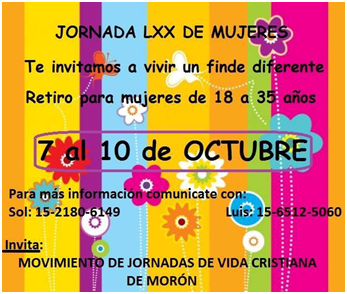 JORNADA LXX DE MUJERES
Te invitamos a vivir un finde diferente
Retiro para mujeres de 18 a 35 años
7 al 10 de OCTUBRE
Para más información comunicate con:
Sol: 15-2180-6149 Luis: 15-6512-5060
Invita:
MOVIMIENTO DE JORNADAS DE VIDA CRISTIANA
DE MORÓN